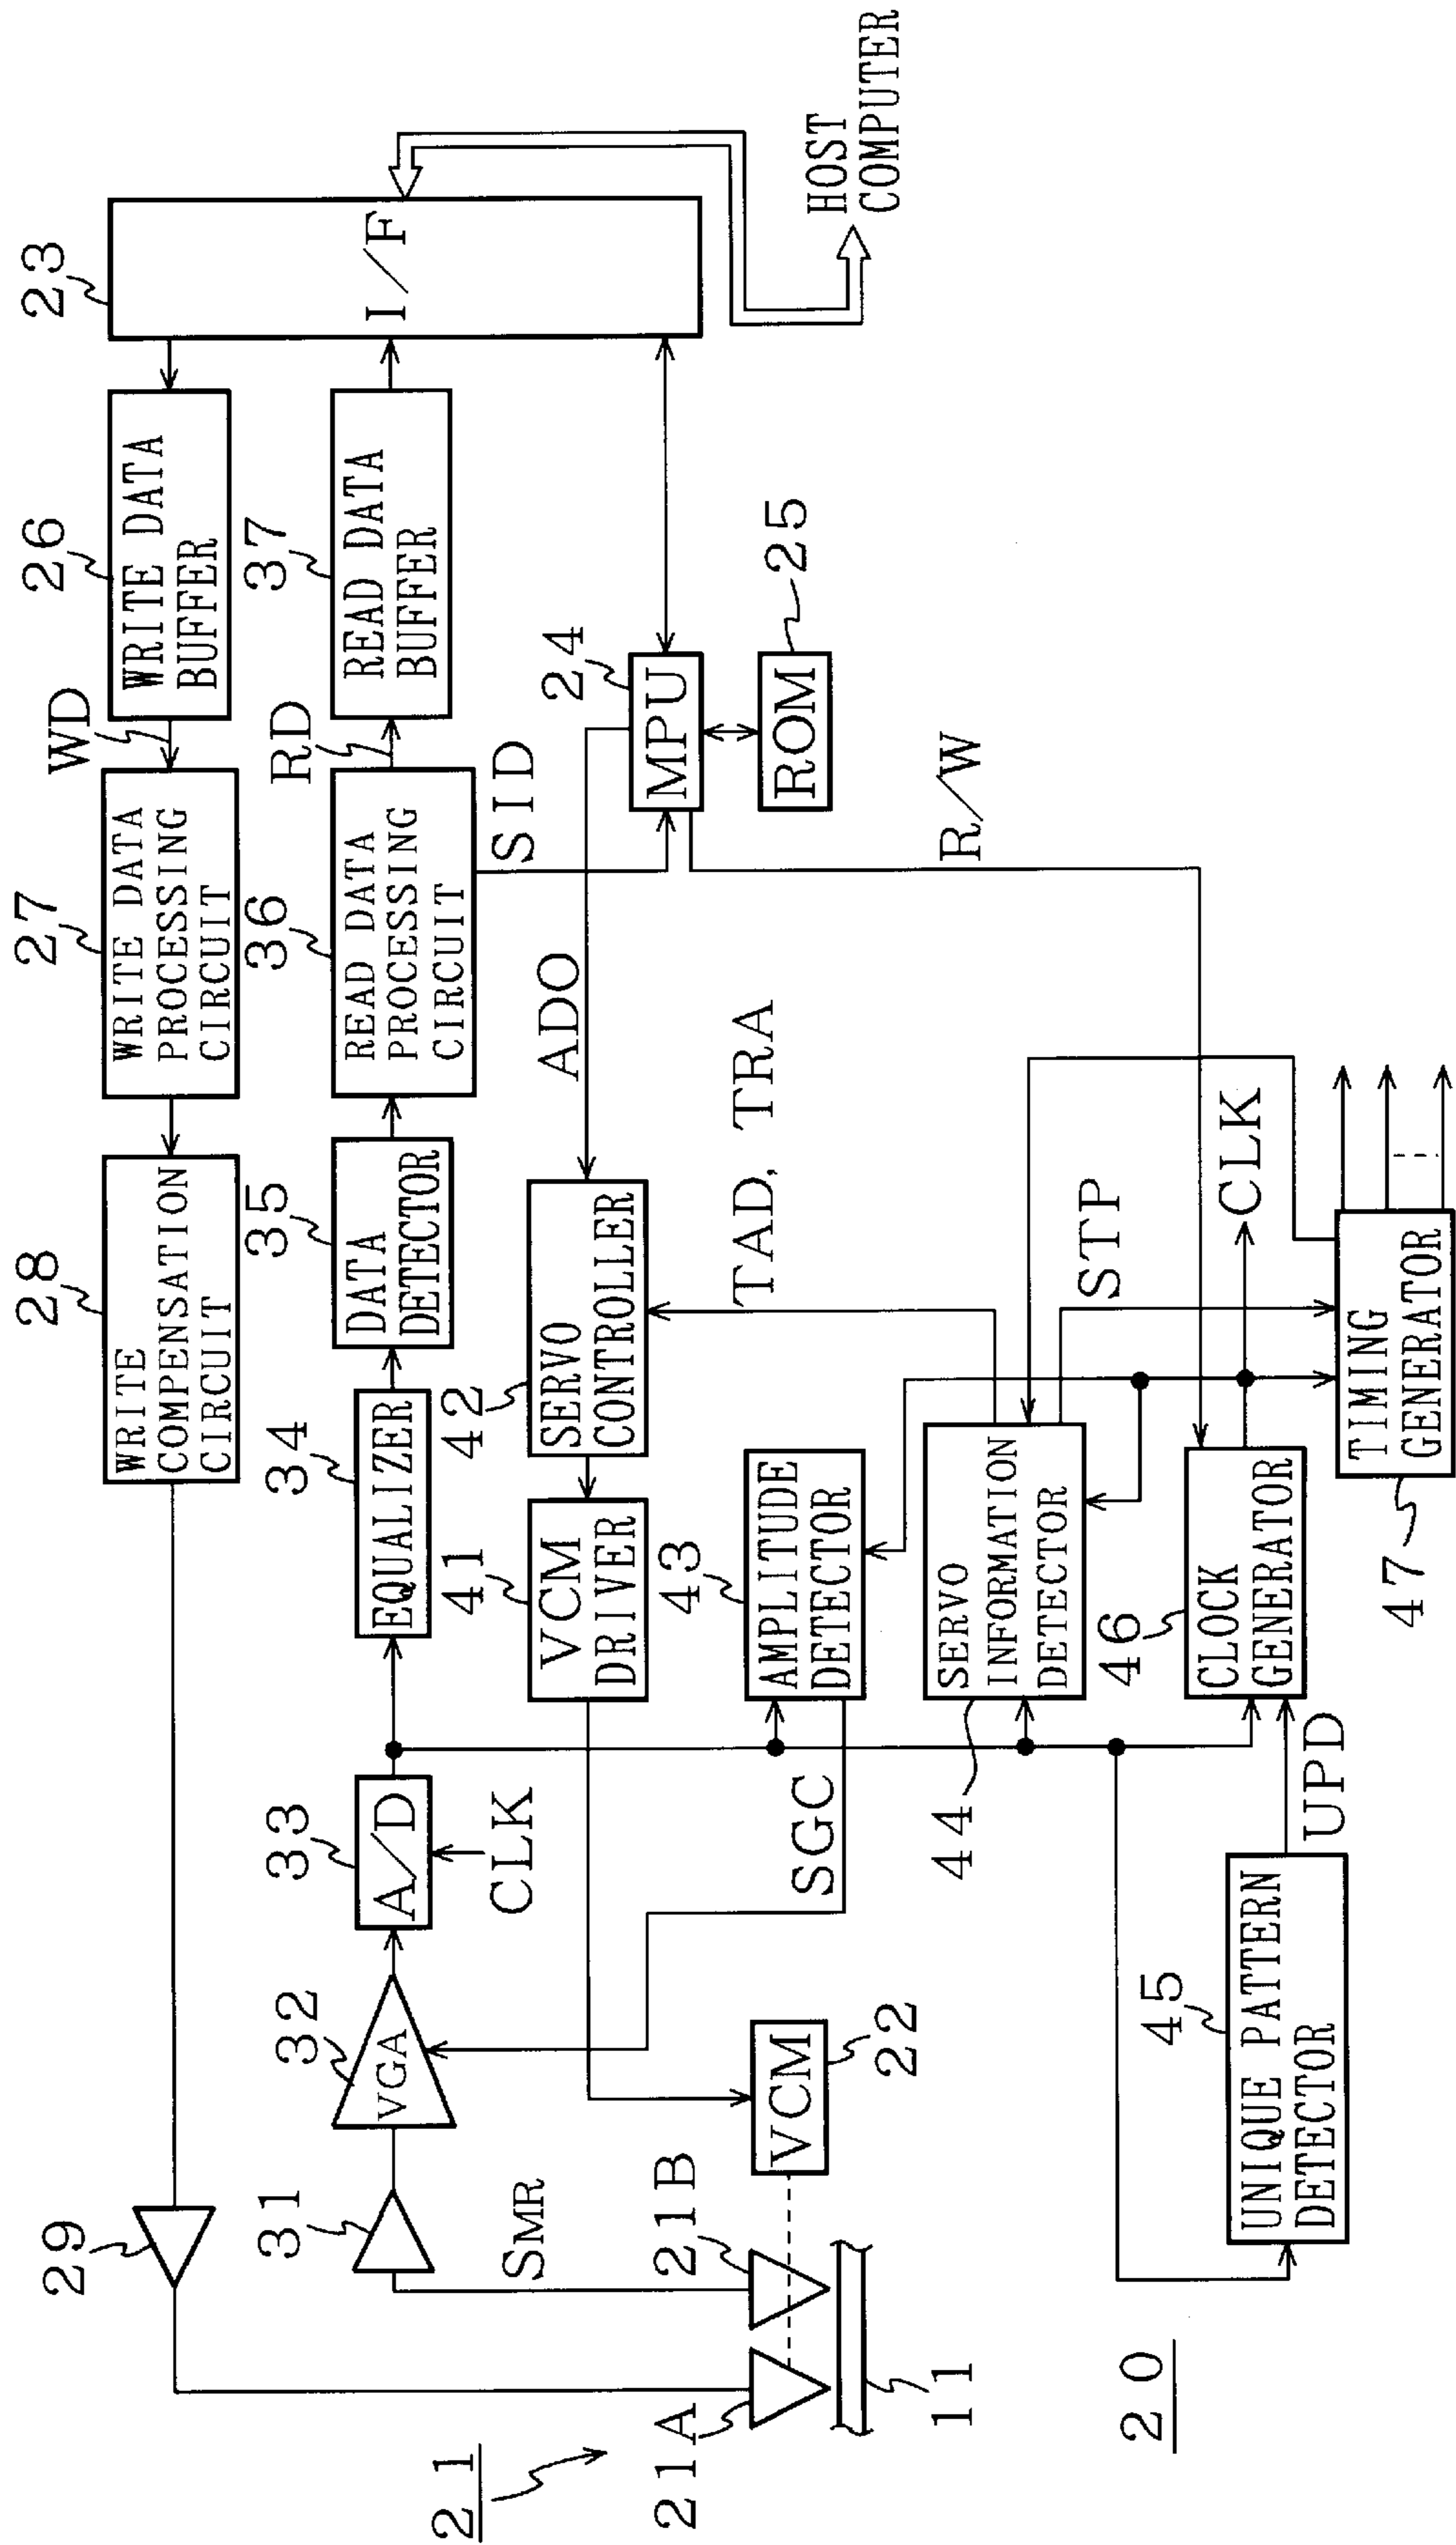 23
I/F
HOST
COMPUTER
26
WRITE DATA
BUFFER
WD
27
WRITE DATA
PROCESSING
CIRCUIT
28
WRITE
COMPENSATION
CIRCUIT
29
37
READ DATA
BUFFER
RD
36
READ DATA
PROCESSING
CIRCUIT
SID
35
DATA
DETECTOR
34
EQUALIZER
33
A/D
CLK
32
VGA
31
SMR
24
MPU
ROM
25
R/W
ADO
42
SERVO
CONTROLLER
TAD, TRA
41
VCM
DRIVER
43
AMPLITUDE
DETECTOR
SGC
SERVO
INFORMATION
DETECTOR
44
STP
CLK
46
CLOCK
GENERATOR
UPD
TIMING
GENERATOR
47
45
UNIQUE PATTERN
DETECTOR
VCM
22
21B
21A
21
11
20